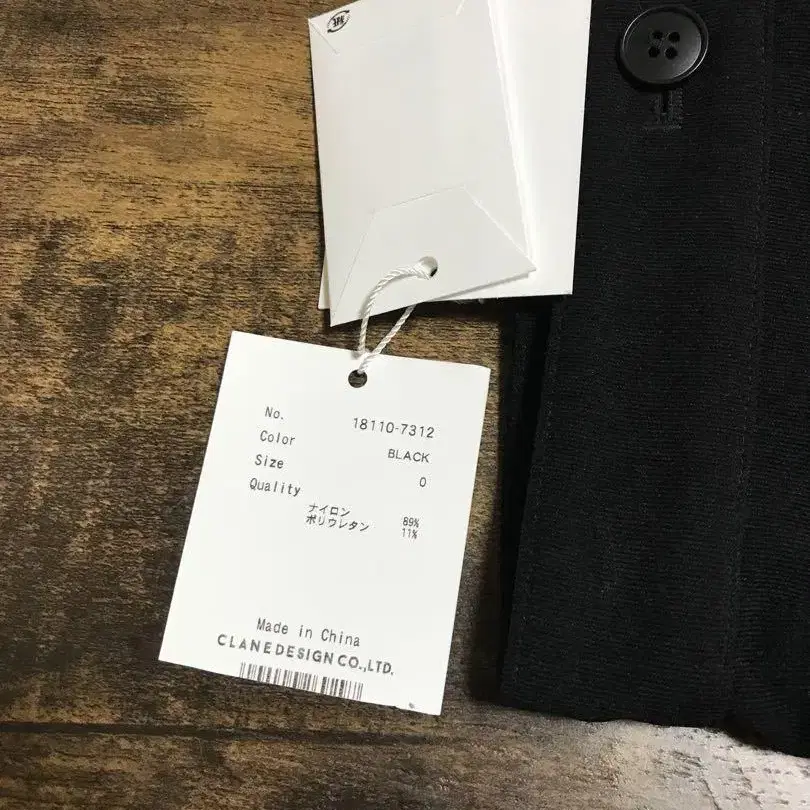 No. 18110-7312
Color BLACK
Size 0
Quality
ナイロン 89%
ポリウレタン 11%
Made in China
CLANE DESIGN CO.,LTD.